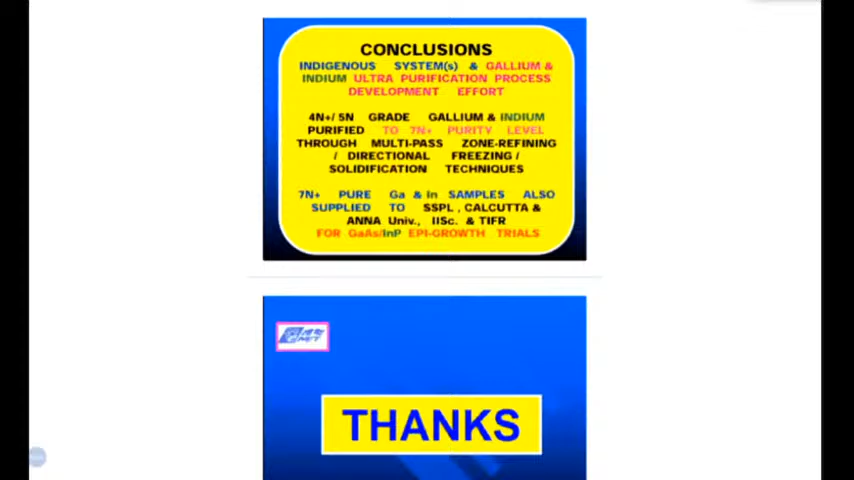 CONCLUSIONS
INDIGENOUS SYSTEM(s) & GALLIUM &
INDIUM ULTRA PURIFICATION PROCESS
DEVELOPMENT EFFORT
4N+/ 5N GRADE GALLIUM & INDIUM
PURIFIED TO 7N+ PURITY LEVEL
THROUGH MULTI-PASS ZONE-REFINING
/ DIRECTIONAL FREEZING /
SOLIDIFICATION TECHNIQUES
7N+ PURE Ga & In SAMPLES ALSO
SUPPLIED TO SSPL , CALCUTTA &
ANNA Univ., IISc. & TIFR
FOR GaAs/InP EPI-GROWTH TRIALS
THANKS